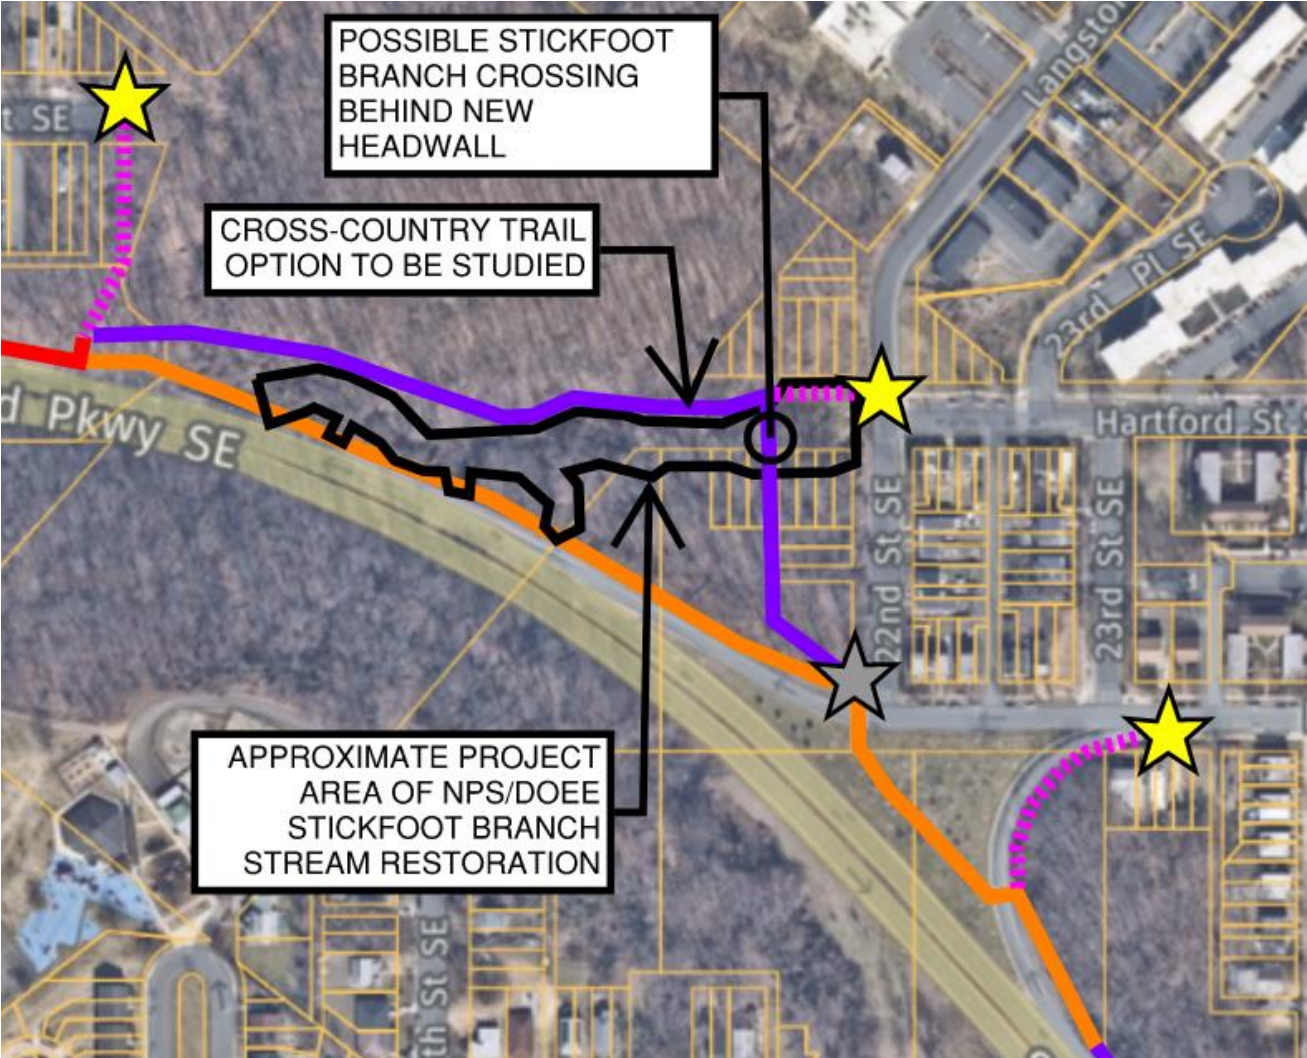 POSSIBLE STICKFOOT
BRANCH CROSSING
BEHIND NEW
HEADWALL
CROSS-COUNTRY TRAIL
OPTION TO BE STUDIED
APPROXIMATE PROJECT
AREA OF NPS/DOEE
STICKFOOT BRANCH
STREAM RESTORATION
t SE
Langston
23rd Pl SE
d Pkwy SE
Hartford St
22nd St SE
23rd St SE
th St SE